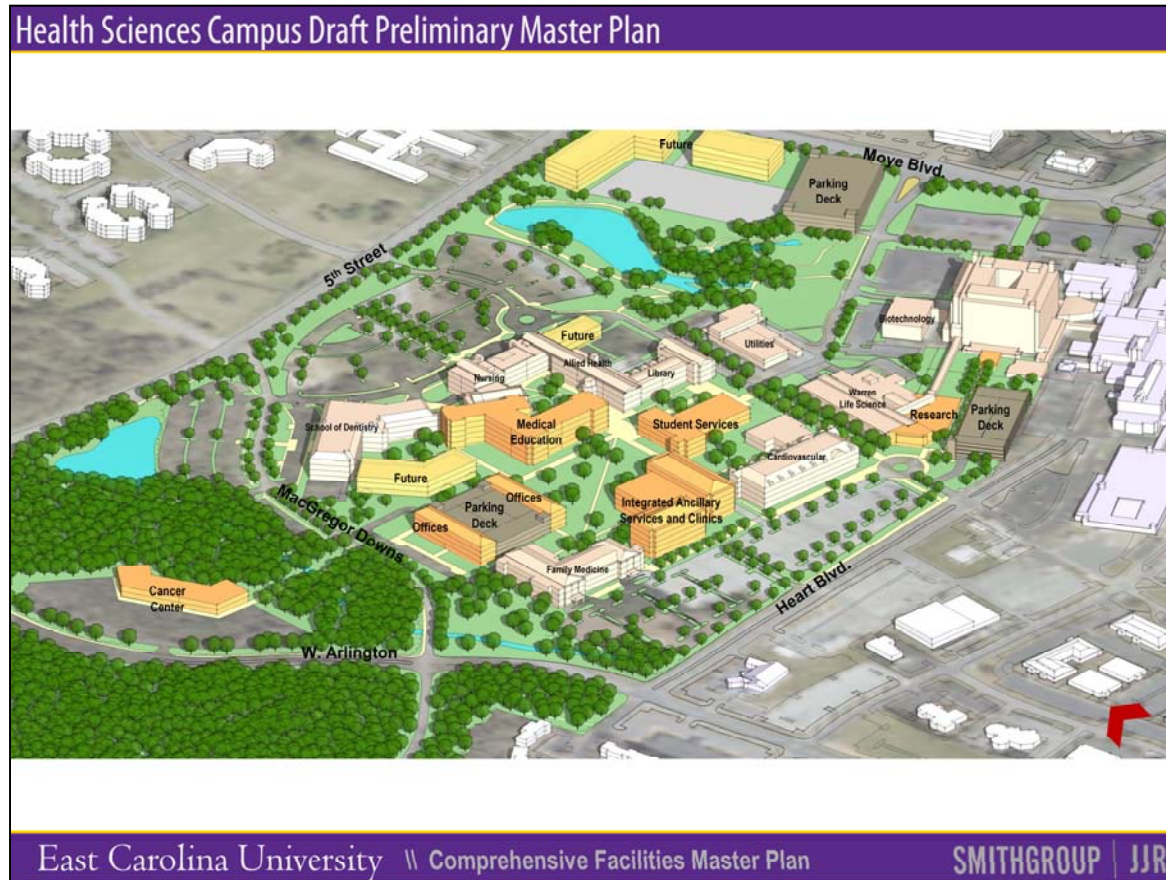 Health Sciences Campus Draft Preliminary Master Plan
Future
Moye Blvd.
Parking
Deck
5th Street
Biotechnology
Future
Utilities
Allied Health
Nursing
Library
Warren
Life Science
Research
Parking
Deck
School of Dentistry
Medical
Education
Student Services
Cardiovascular
Future
Offices
Integrated Ancillary
Services and Clinics
Parking
Deck
Offices
MacGregor Downs
Family Medicine
Heart Blvd.
Cancer
Center
W. Arlington
East Carolina University \\ Comprehensive Facilities Master Plan
SMITHGROUP | JJR